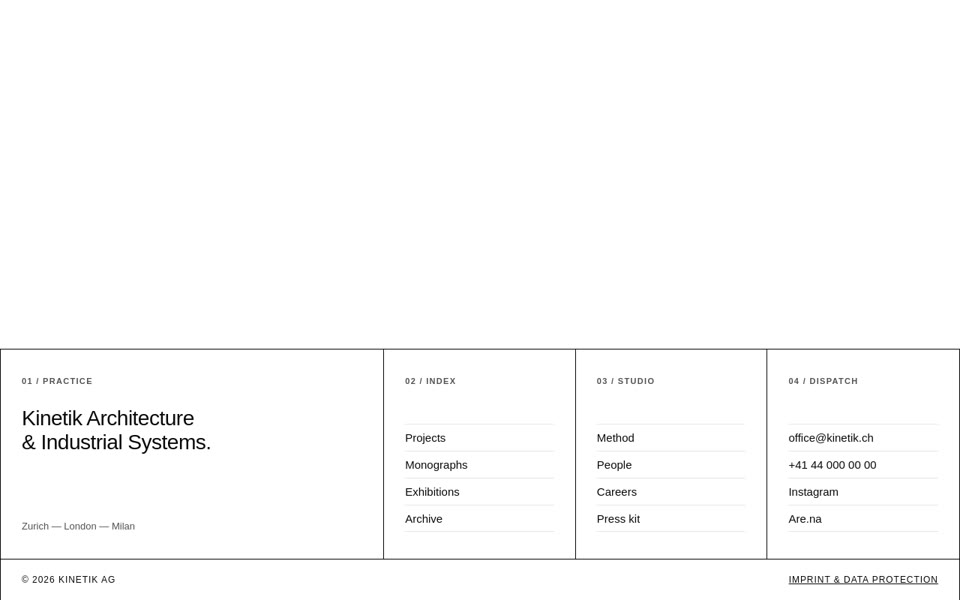 01 / PRACTICE
Kinetik Architecture
& Industrial Systems.
Zurich — London — Milan
02 / INDEX
Projects
Monographs
Exhibitions
Archive
03 / STUDIO
Method
People
Careers
Press kit
04 / DISPATCH
office@kinetik.ch
+41 44 000 00 00
Instagram
Are.na
© 2026 KINETIK AG
IMPRINT & DATA PROTECTION